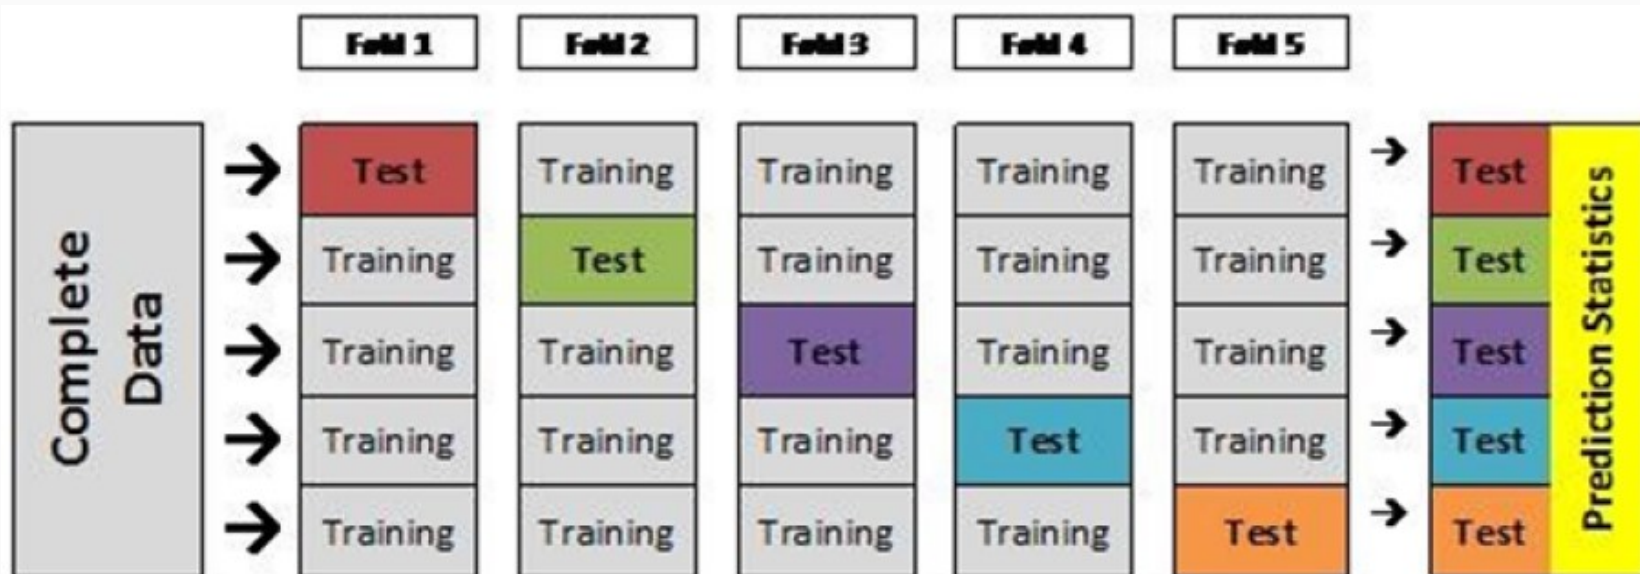 Fold 1 Fold 2 Fold 3 Fold 4 Fold 5
Complete
Data
Test Training Training Training Training Test
Training Test Training Training Training Test
Training Training Test Training Training Test
Training Training Training Test Training Test
Training Training Training Training Test Test
Prediction Statistics